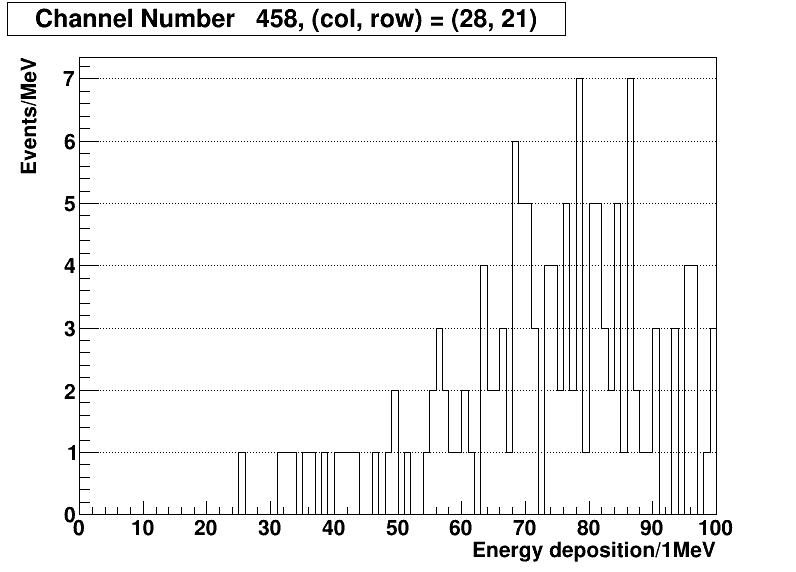 Channel Number 458, (col, row) = (28, 21)
Events/MeV
7
6
5
4
3
2
1
0
0 10 20 30 40 50 60 70 80 90 100
Energy deposition/1MeV